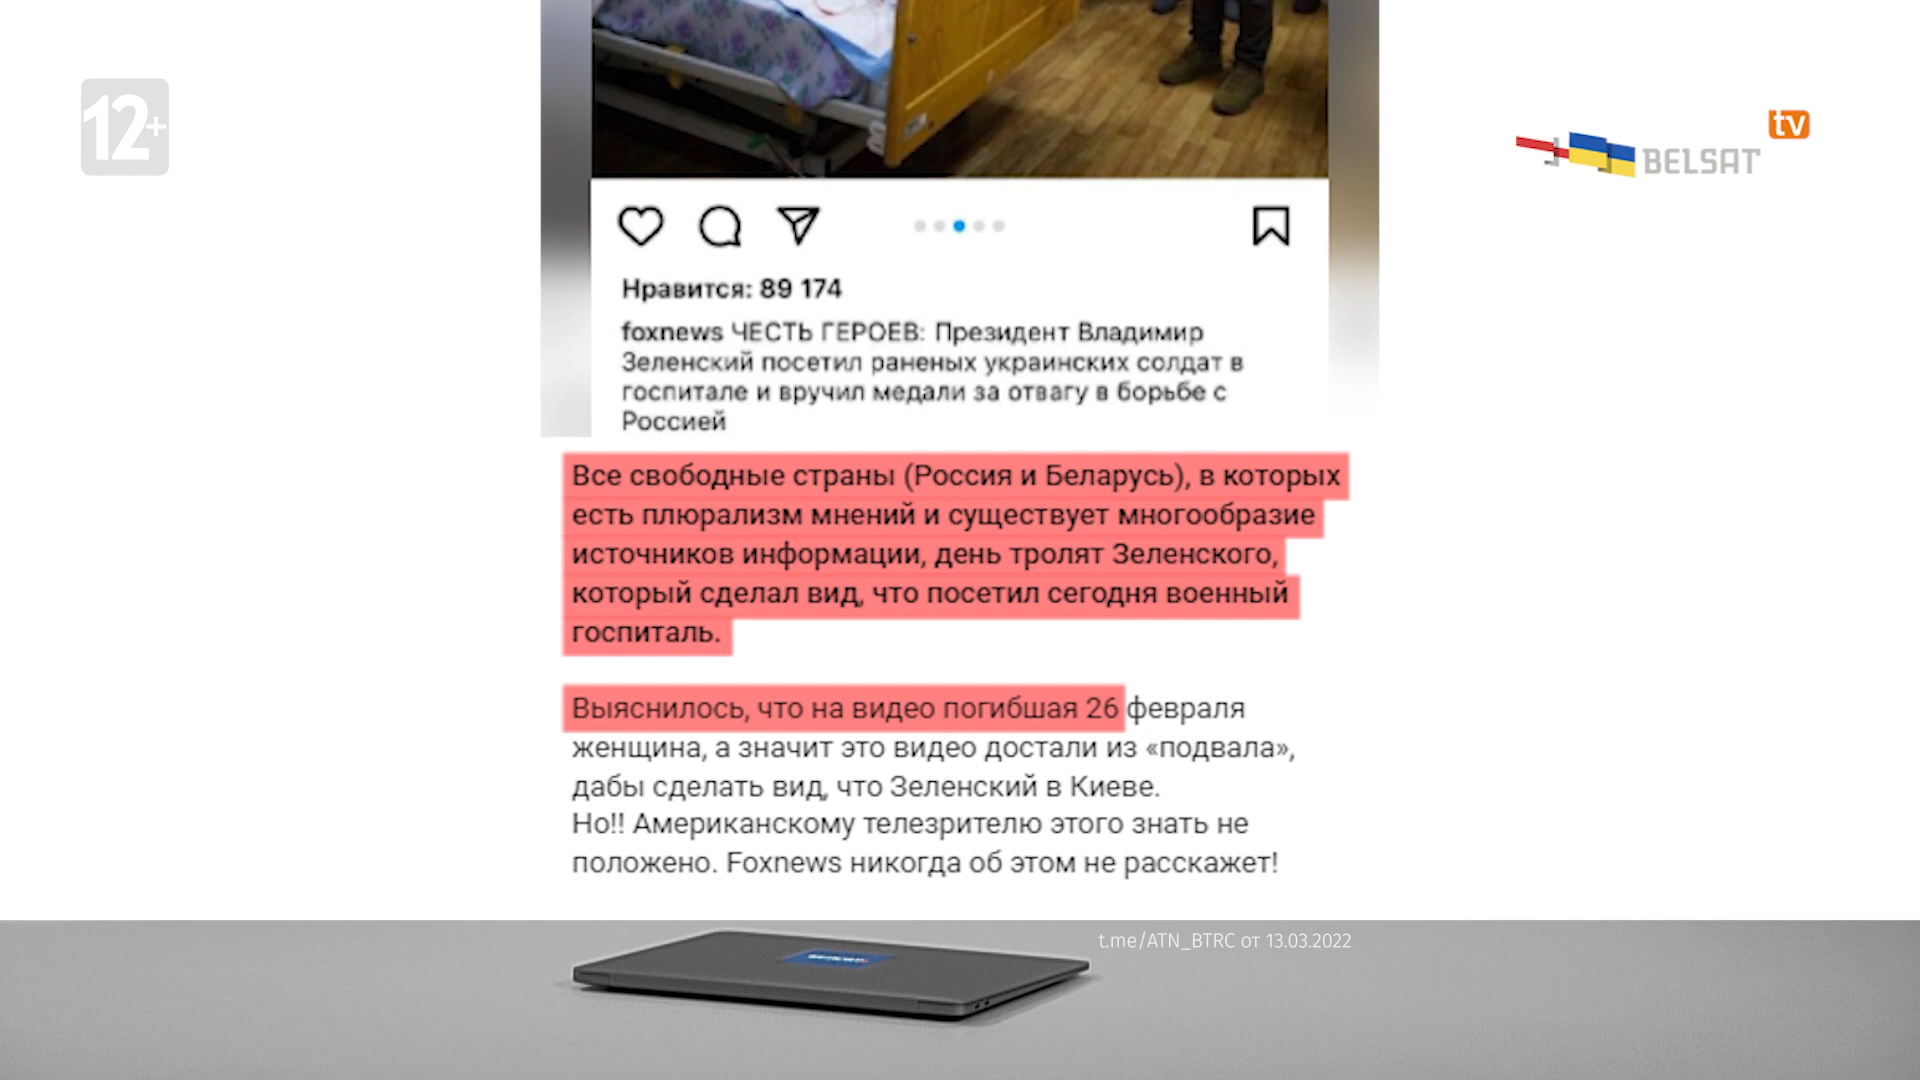 12+
tv
BELSAT
Нравится: 89 174
foxnews ЧЕСТЬ ГЕРОЕВ: Президент Владимир
Зеленский посетил раненых украинских солдат в
госпитале и вручил медали за отвагу в борьбе с
Россией
Все свободные страны (Россия и Беларусь), в которых
есть плюрализм мнений и существует многообразие
источников информации, день тролят Зеленского,
который сделал вид, что посетил сегодня военный
госпиталь.
Выяснилось, что на видео погибшая 26 февраля
женщина, а значит это видео достали из «подвала»,
дабы сделать вид, что Зеленский в Киеве.
Но!! Американскому телезрителю этого знать не
положено. Foxnews никогда об этом не расскажет!
t.me/ATN_BTRC от 13.03.2022